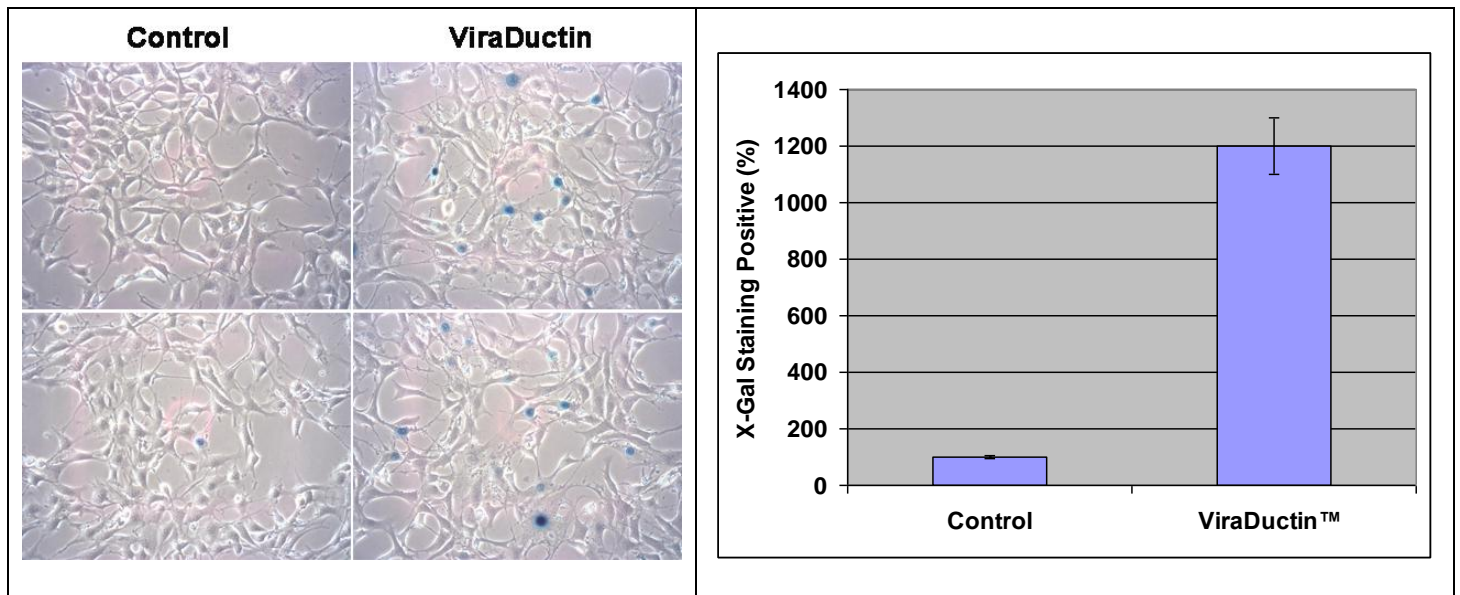 Control ViraDuctin
X-Gal Staining Positive (%)
1400
1200
1000
800
600
400
200
0
Control ViraDuctin™